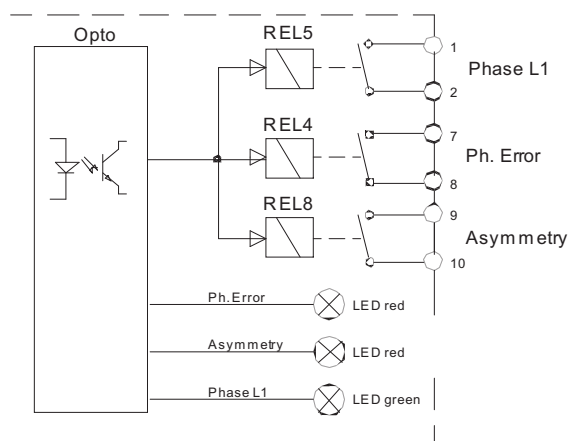 Opto
REL5
1
Phase L1
2
REL4
7
Ph. Error
8
REL8
9
Asymmetry
10
Ph.Error
LED red
Asymmetry
LED red
Phase L1
LED green